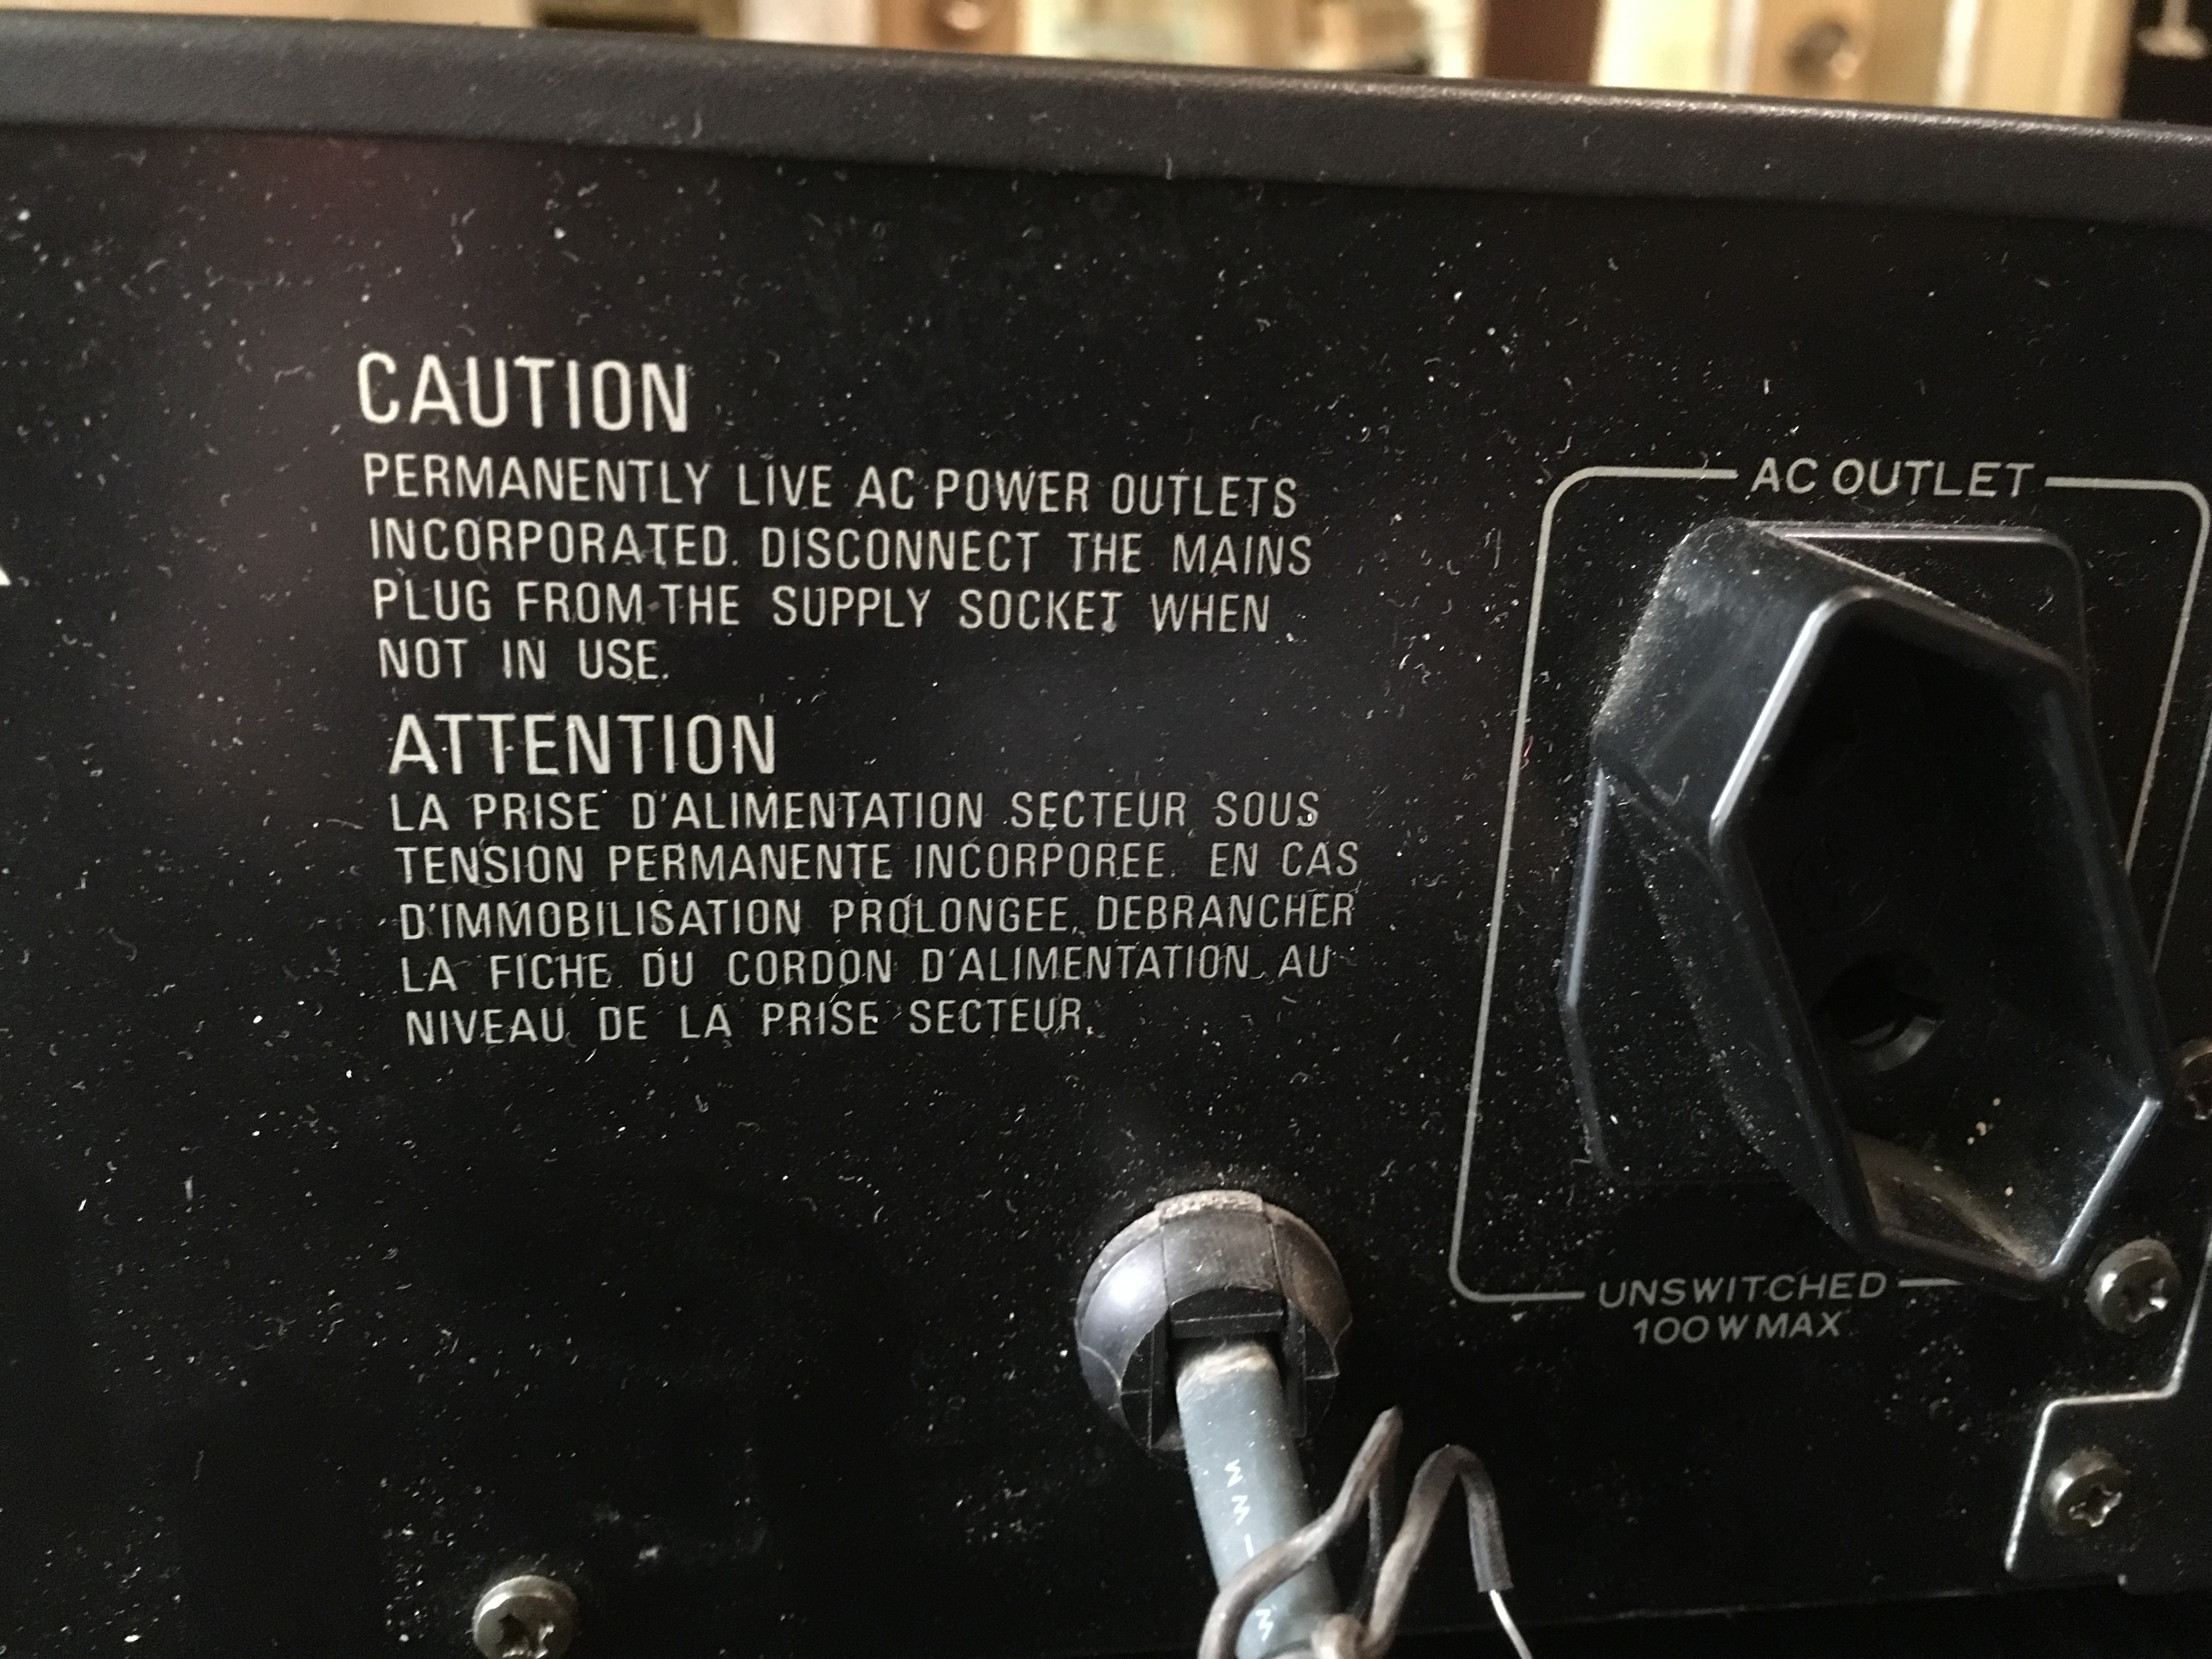 CAUTION
PERMANENTLY LIVE AC POWER OUTLETS
INCORPORATED. DISCONNECT THE MAINS
PLUG FROM THE SUPPLY SOCKET WHEN
NOT IN USE.
ATTENTION
LA PRISE D'ALIMENTATION SECTEUR SOUS
TENSION PERMANENTE INCORPOREE. EN CAS
D'IMMOBILISATION PROLONGEE, DEBRANCHER
LA FICHE DU CORDON D'ALIMENTATION AU
NIVEAU DE LA PRISE SECTEUR.
AC OUTLET
UNSWITCHED
100W MAX